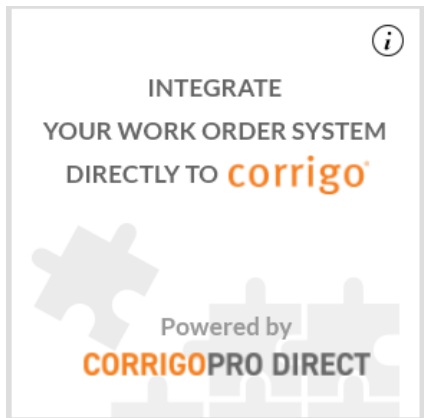 i
INTEGRATE
YOUR WORK ORDER SYSTEM
DIRECTLY TO corrigo
Powered by
CORRIGOPRO DIRECT